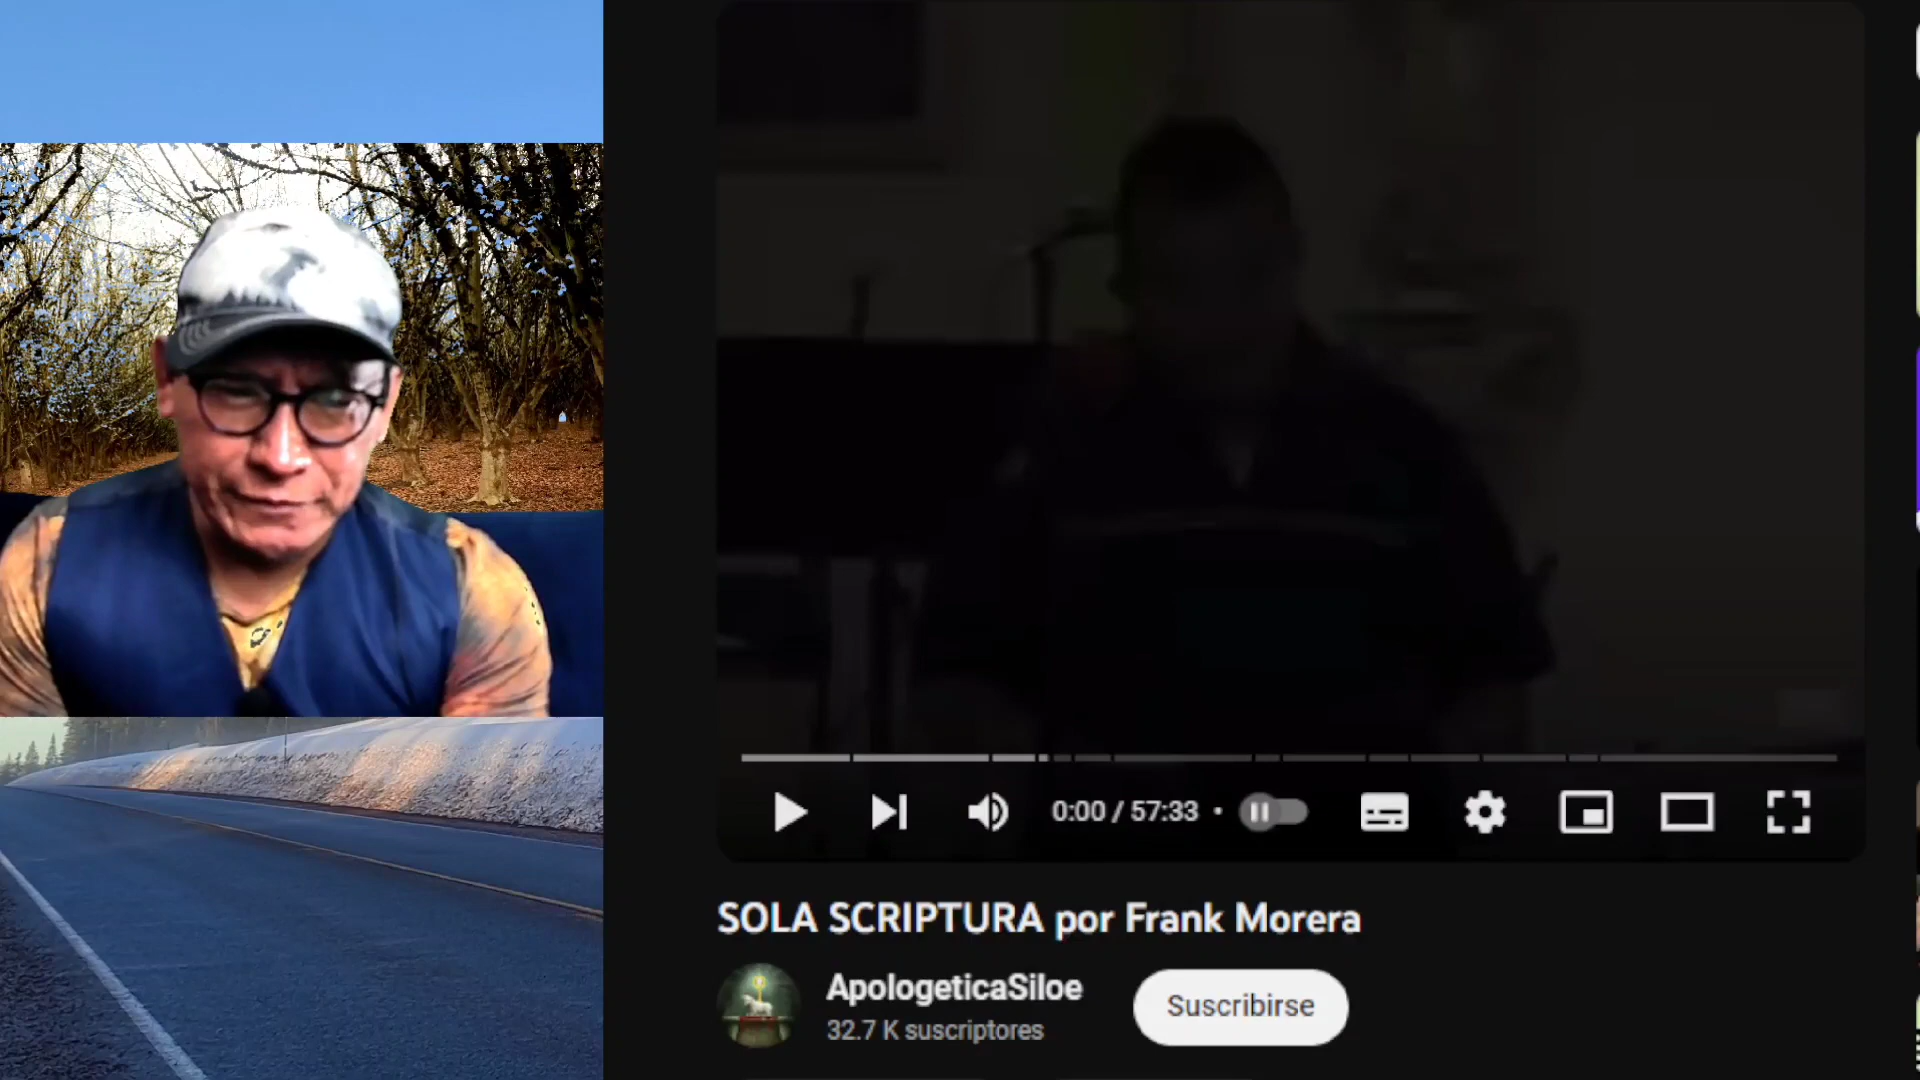 0:00 / 57:33
SOLA SCRIPTURA por Frank Morera
ApologeticaSiloe
32.7 K suscriptores
Suscribirse